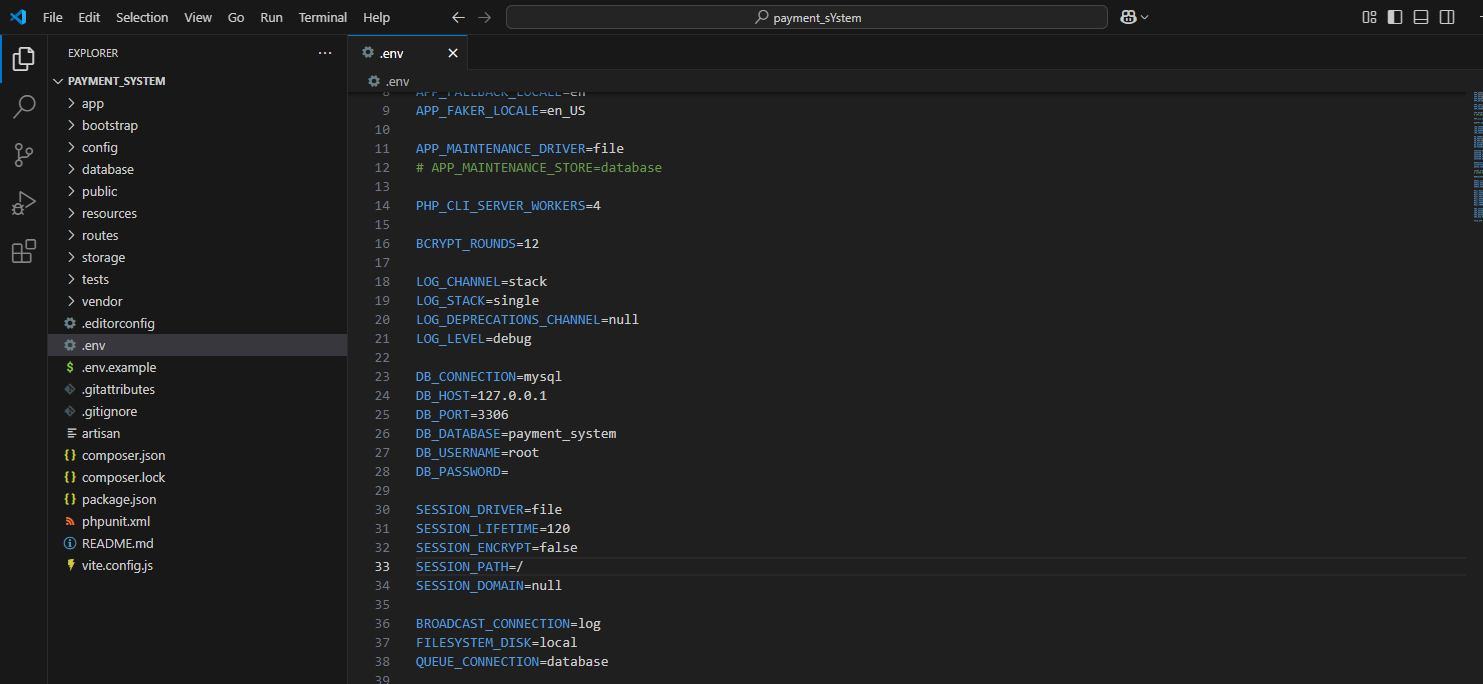 File Edit Selection View Go Run Terminal Help
payment_sYstem
EXPLORER
PAYMENT_SYSTEM
app
bootstrap
config
database
public
resources
routes
storage
tests
vendor
.editorconfig
.env
.env.example
.gitattributes
.gitignore
artisan
composer.json
composer.lock
package.json
phpunit.xml
README.md
vite.config.js
.env
.env
8 APP_FALLBACK_LOCALE=en
9 APP_FAKER_LOCALE=en_US
10
11 APP_MAINTENANCE_DRIVER=file
12 # APP_MAINTENANCE_STORE=database
13
14 PHP_CLI_SERVER_WORKERS=4
15
16 BCRYPT_ROUNDS=12
17
18 LOG_CHANNEL=stack
19 LOG_STACK=single
20 LOG_DEPRECATIONS_CHANNEL=null
21 LOG_LEVEL=debug
22
23 DB_CONNECTION=mysql
24 DB_HOST=127.0.0.1
25 DB_PORT=3306
26 DB_DATABASE=payment_system
27 DB_USERNAME=root
28 DB_PASSWORD=
29
30 SESSION_DRIVER=file
31 SESSION_LIFETIME=120
32 SESSION_ENCRYPT=false
33 SESSION_PATH=/
34 SESSION_DOMAIN=null
35
36 BROADCAST_CONNECTION=log
37 FILESYSTEM_DISK=local
38 QUEUE_CONNECTION=database
39